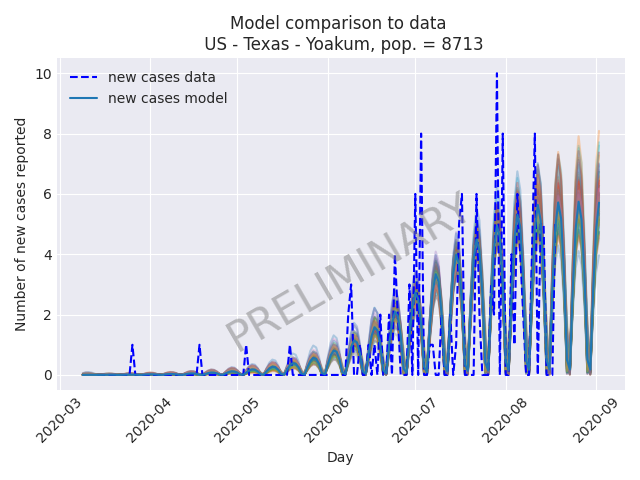 Model comparison to data
US - Texas - Yoakum, pop. = 8713
new cases data
new cases model
PRELIMINARY
Number of new cases reported
10
8
6
4
2
0
2020-03
2020-04
2020-05
2020-06
2020-07
2020-08
2020-09
Day